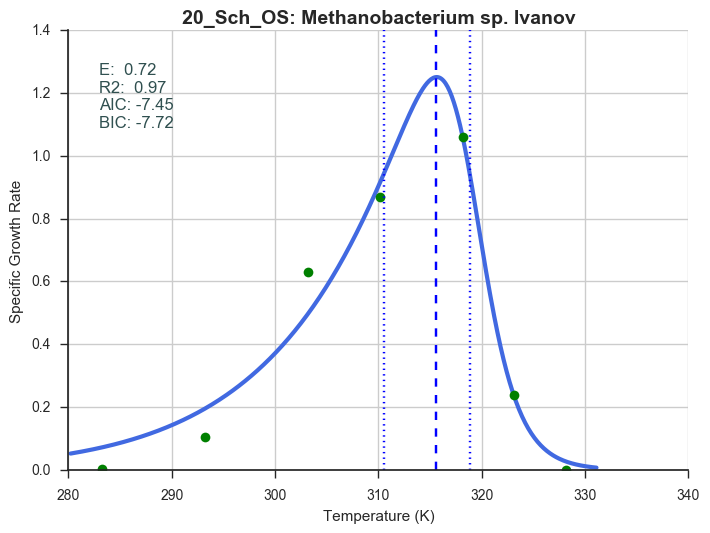 20_Sch_OS: Methanobacterium sp. Ivanov
E:  0.72
R2:  0.97
AIC: -7.45
BIC: -7.72
1.4
1.2
1.0
0.8
0.6
0.4
0.2
0.0
Specific Growth Rate
280 290 300 310 320 330 340
Temperature (K)